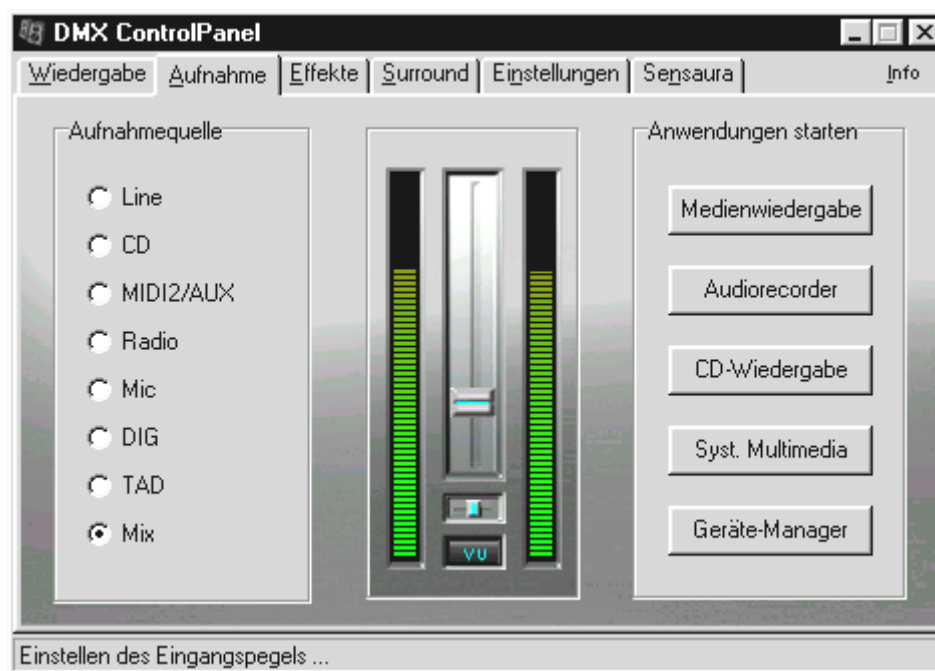 DMX ControlPanel
Wiedergabe Aufnahme Effekte Surround Einstellungen Sensaura Info
Aufnahmequelle
Line
CD
MIDI2/AUX
Radio
Mic
DIG
TAD
Mix
VU
Anwendungen starten
Medienwiedergabe
Audiorecorder
CD-Wiedergabe
Syst. Multimedia
Geräte-Manager
Einstellen des Eingangspegels ...